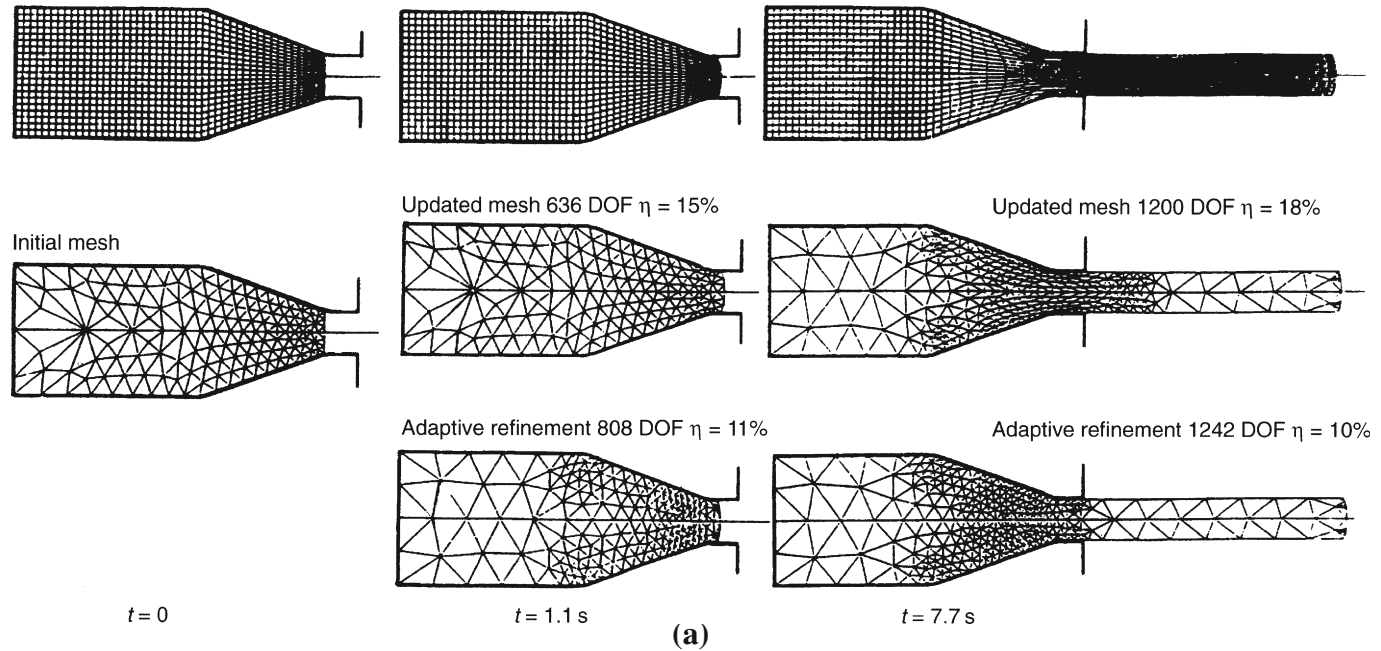 Updated mesh 636 DOF η = 15%
Updated mesh 1200 DOF η = 18%
Initial mesh
Adaptive refinement 808 DOF η = 11%
Adaptive refinement 1242 DOF η = 10%
t = 0
t = 1.1 s
t = 7.7 s
(a)